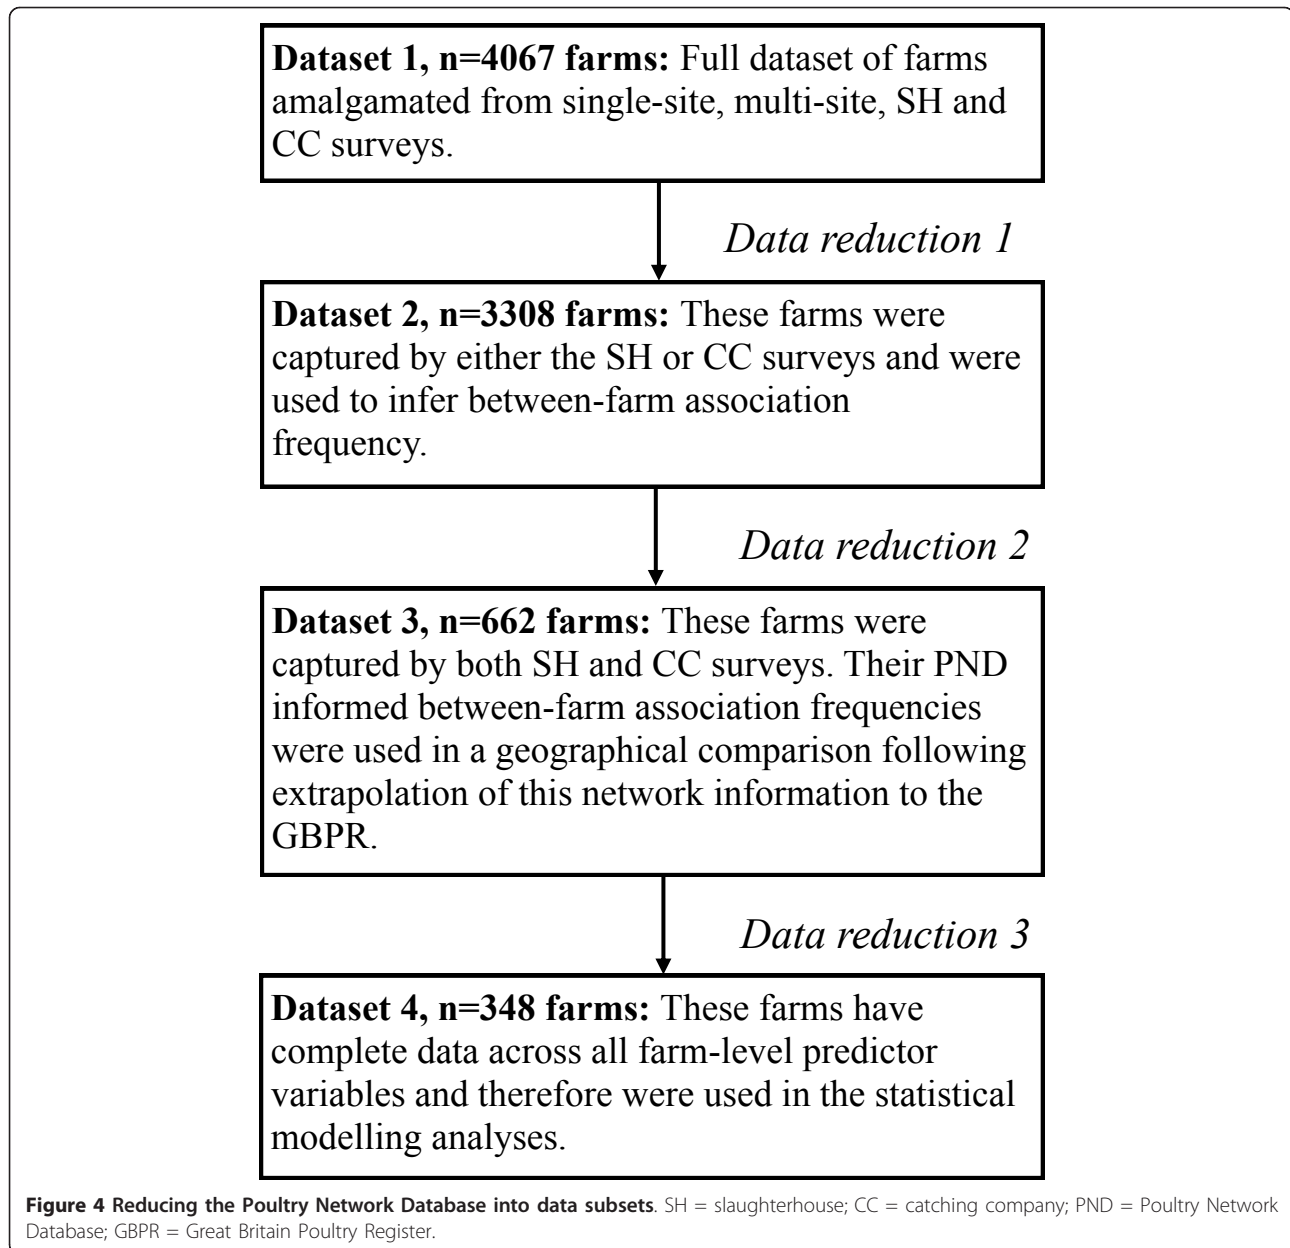 Dataset 1, n=4067 farms: Full dataset of farms
amalgamated from single-site, multi-site, SH and
CC surveys.
Data reduction 1
Dataset 2, n=3308 farms: These farms were
captured by either the SH or CC surveys and were
used to infer between-farm association
frequency.
Data reduction 2
Dataset 3, n=662 farms: These farms were
captured by both SH and CC surveys. Their PND
informed between-farm association frequencies
were used in a geographical comparison following
extrapolation of this network information to the
GBPR.
Data reduction 3
Dataset 4, n=348 farms: These farms have
complete data across all farm-level predictor
variables and therefore were used in the statistical
modelling analyses.
Figure 4 Reducing the Poultry Network Database into data subsets. SH = slaughterhouse; CC = catching company; PND = Poultry Network
Database; GBPR = Great Britain Poultry Register.